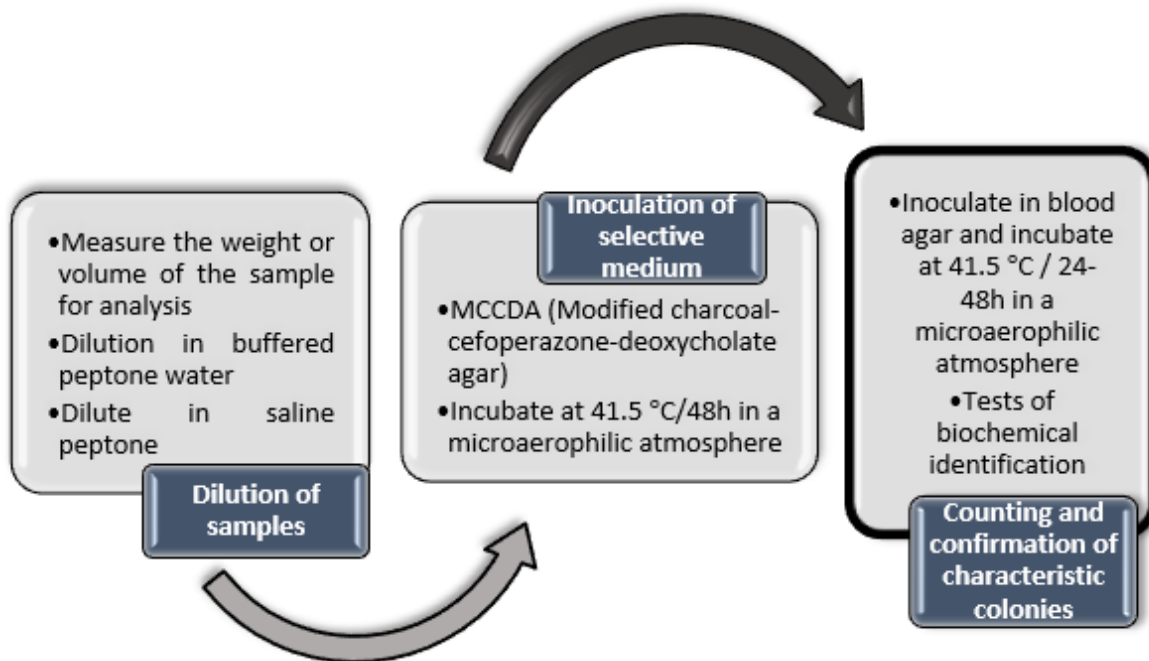 •Measure the weight or
volume of the sample
for analysis
•Dilution in buffered
peptone water
•Dilute in saline
peptone
Dilution of
samples
Inoculation of
selective
medium
•MCCDA (Modified charcoal-
cefoperazone-deoxycholate
agar)
•Incubate at 41.5 °C/48h in a
microaerophilic atmosphere
•Inoculate in blood
agar and incubate
at 41.5 °C / 24-
48h in a
microaerophilic
atmosphere
•Tests of
biochemical
identification
Counting and
confirmation of
characteristic
colonies